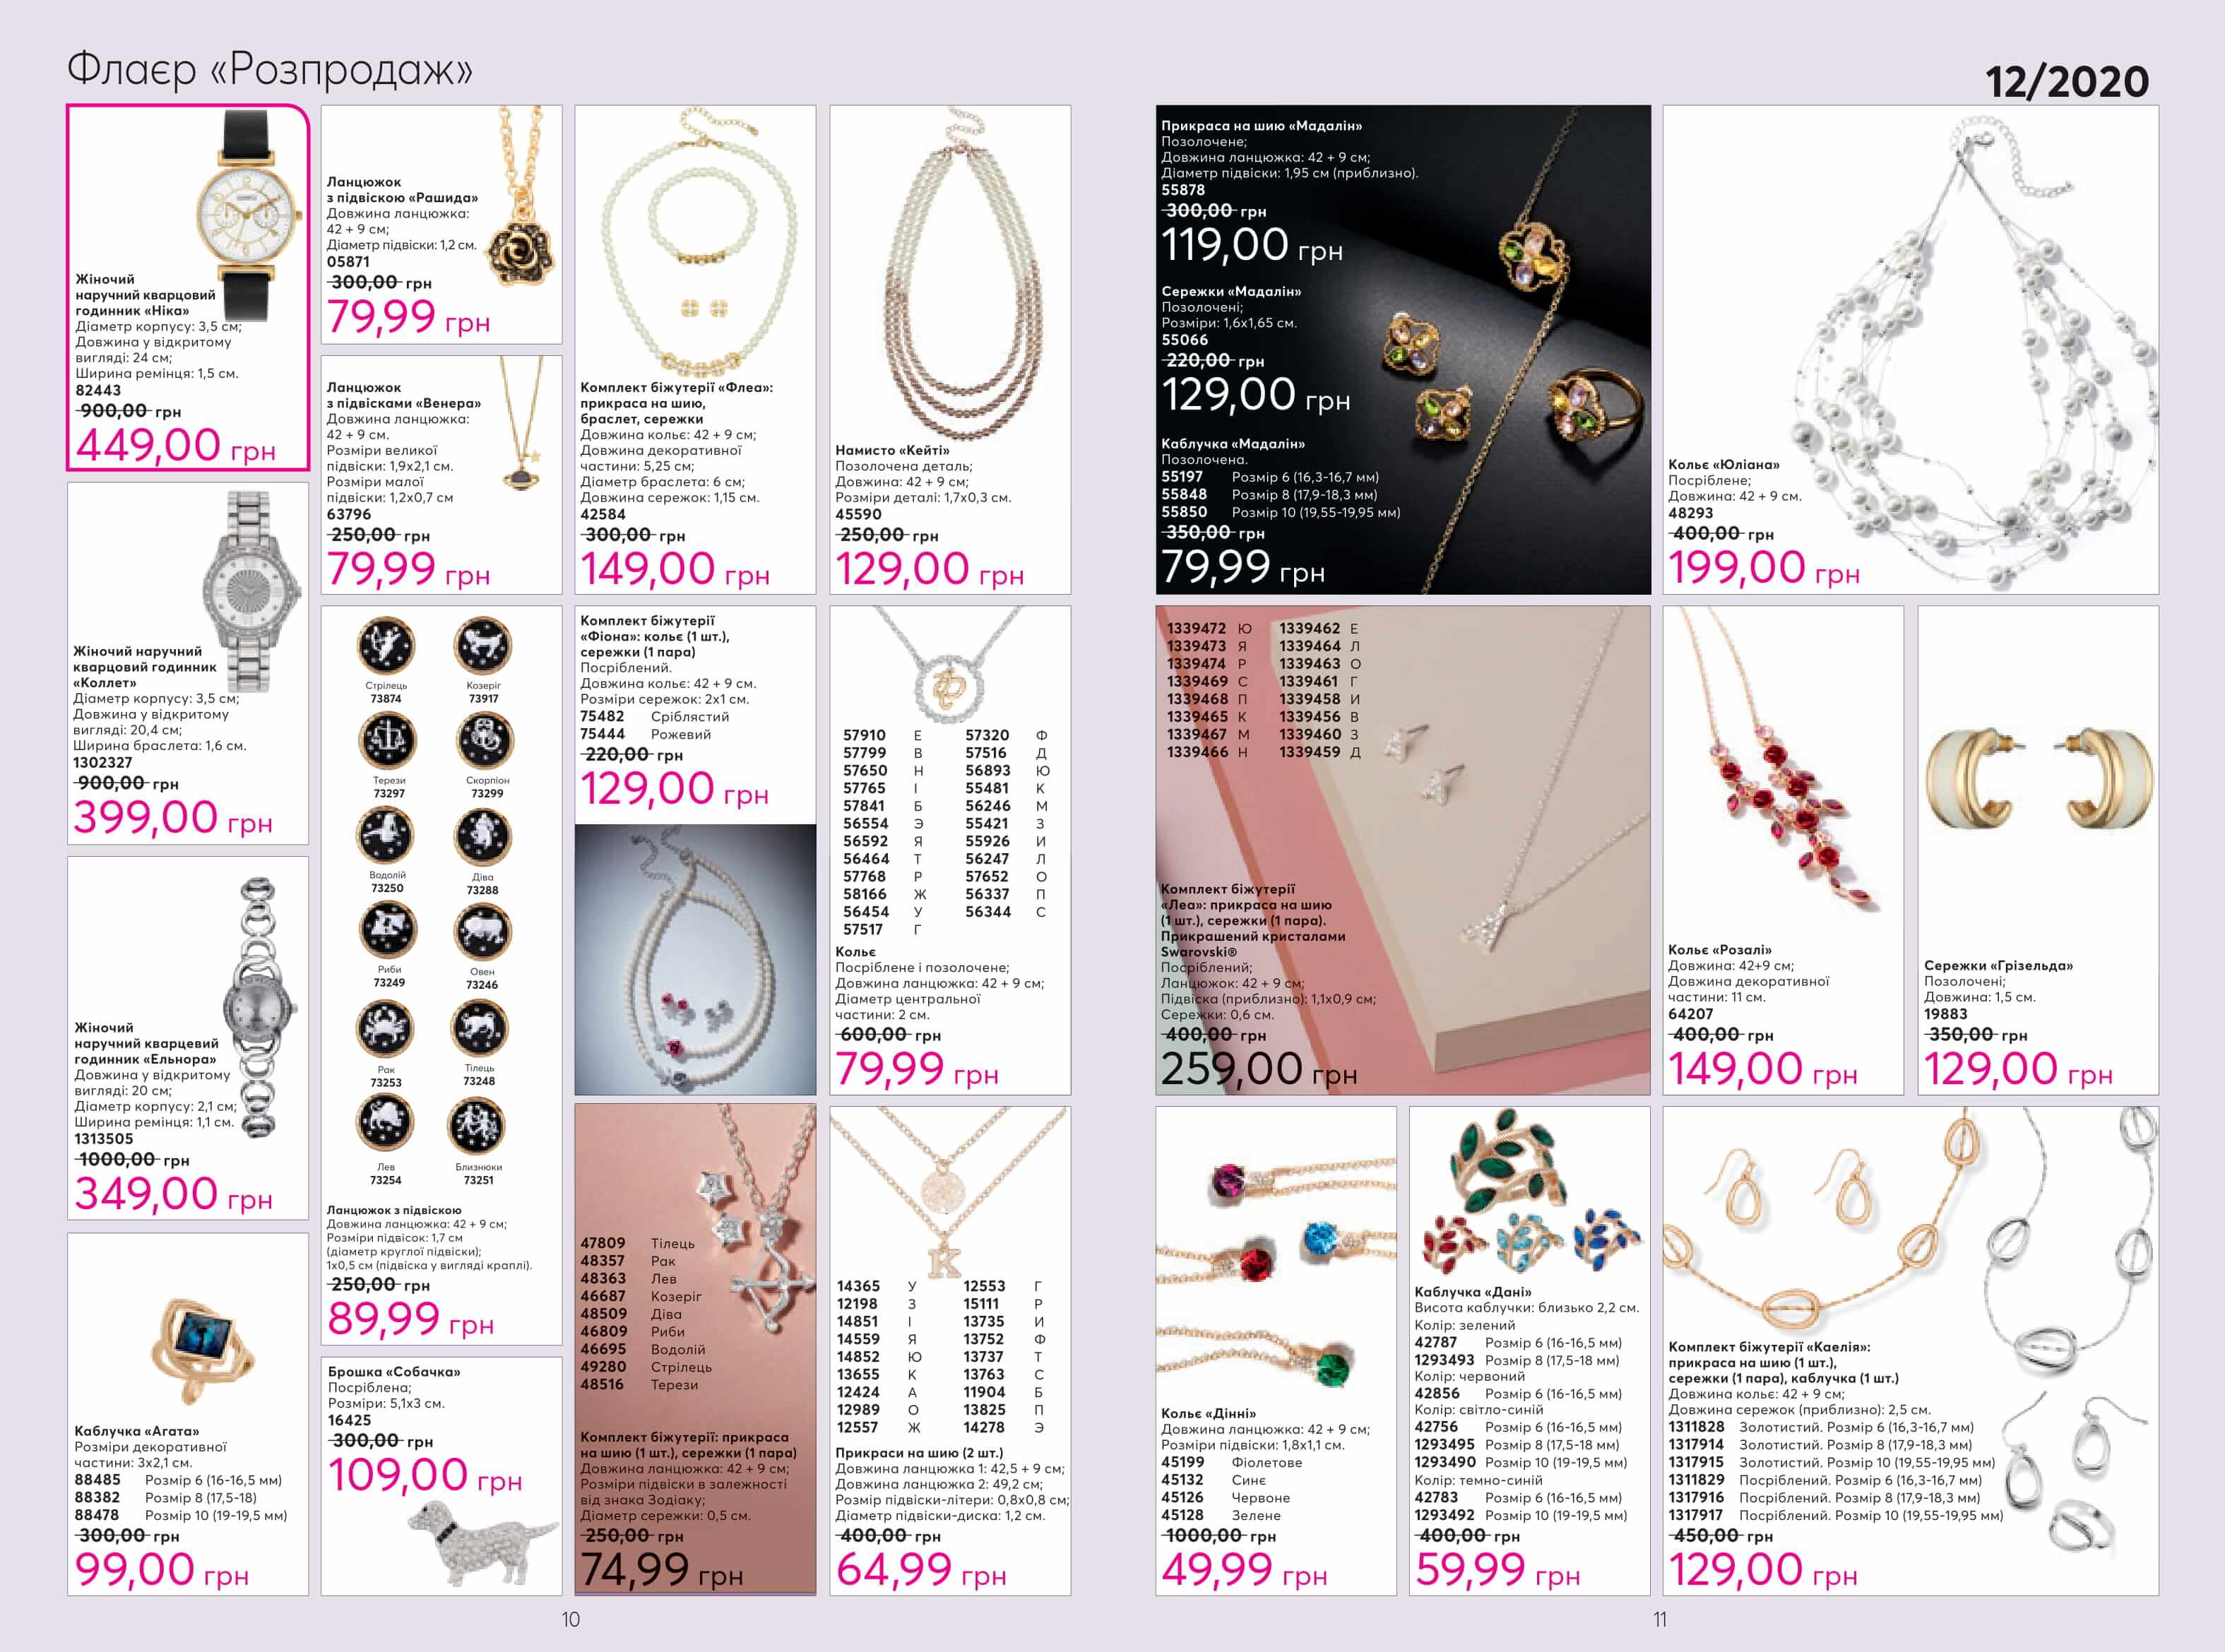 Флаєр «Розпродаж»
12/2020
Жіночий
наручний кварцовий
годинник «Ніка»
Діаметр корпусу: 3,5 см;
Довжина у відкритому
вигляді: 24 см;
Ширина ремінця: 1,5 см.
82443
900,00 грн
449,00 грн
Жіночий наручний
кварцовий годинник
«Коллет»
Діаметр корпусу: 3,5 см;
Довжина у відкритому
вигляді: 20,4 см;
Ширина браслета: 1,6 см.
1302327
900,00 грн
399,00 грн
Жіночий
наручний кварцевий
годинник «Ельнора»
Довжина у відкритому
вигляді: 20 см;
Діаметр корпусу: 2,1 см;
Ширина ремінця: 1,1 см.
1313505
1000,00 грн
349,00 грн
Каблучка «Агата»
Розміри декоративної
частини: 3х2,1 см.
88485 Розмір 6 (16-16,5 мм)
88382 Розмір 8 (17,5-18)
88478 Розмір 10 (19-19,5 мм)
300,00 грн
99,00 грн
Ланцюжок
з підвіскою «Рашида»
Довжина ланцюжка:
42 + 9 см;
Діаметр підвіски: 1,2 см.
05871
300,00 грн
79,99 грн
Ланцюжок
з підвісками «Венера»
Довжина ланцюжка:
42 + 9 см.
Розміри великої
підвіски: 1,9х2,1 см.
Розміри малої
підвіски: 1,2х0,7 см
63796
250,00 грн
79,99 грн
Стрілець Козеріг
73874 73917
Терези Скорпіон
73297 73299
Водолій Діва
73250 73288
Риби Овен
73249 73246
Рак Тілець
73253 73248
Лев Близнюки
73254 73251
Ланцюжок з підвіскою
Довжина ланцюжка: 42 + 9 см;
Розміри підвісок: 1,7 см
(діаметр круглої підвіски);
1х0,5 см (підвіска у вигляді краплі).
250,00 грн
89,99 грн
Брошка «Собачка»
Посріблена;
Розміри: 5,1х3 см.
16425
300,00 грн
109,00 грн
Комплект біжутерії «Флеа»:
прикраса на шию,
браслет, сережки
Довжина кольє: 42 + 9 см;
Довжина декоративної
частини: 5,25 см;
Діаметр браслета: 6 см;
Довжина сережок: 1,15 см.
42584
300,00 грн
149,00 грн
Комплект біжутерії
«Фіона»: кольє (1 шт.),
сережки (1 пара)
Посріблений.
Довжина кольє: 42 + 9 см.
Розміри сережок: 2х1 см.
75482 Сріблястий
75444 Рожевий
220,00 грн
129,00 грн
47809 Тілець
48357 Рак
48363 Лев
46687 Козеріг
48509 Діва
46809 Риби
46695 Водолій
49280 Стрілець
48516 Терези
Комплект біжутерії: прикраса
на шию (1 шт.), сережки (1 пара)
Довжина ланцюжка: 42 + 9 см;
Розміри підвіски в залежності
від знака Зодіаку;
Діаметр сережки: 0,5 см.
250,00 грн
74,99 грн
Намисто «Кейті»
Позолочена деталь;
Довжина: 42 + 9 см;
Розміри деталі: 1,7х0,3 см.
45590
250,00 грн
129,00 грн
57910 Е 57320 Ф
57799 В 57516 Д
57650 Н 56893 Ю
57765 І 55481 К
57841 Б 56246 М
56554 Э 55421 З
56592 Я 55926 И
56464 Т 56247 Л
57768 Р 57652 О
58166 Ж 56337 П
56454 У 56344 С
57517 Г
Кольє
Посріблене і позолочене;
Довжина ланцюжка: 42 + 9 см;
Діаметр центральної
частини: 2 см.
600,00 грн
79,99 грн
14365 У 12553 Г
12198 З 15111 Р
14851 І 13735 И
14559 Я 13752 Ф
14852 Ю 13737 Т
13655 К 13763 С
12424 А 11904 Б
12989 О 13825 П
12557 Ж 14278 Э
Прикраси на шию (2 шт.)
Довжина ланцюжка 1: 42,5 + 9 см;
Довжина ланцюжка 2: 49,2 см;
Розмір підвіски-літери: 0,8х0,8 см;
Діаметр підвіски-диска: 1,2 см.
400,00 грн
64,99 грн
10
Прикраса на шию «Мадалін»
Позолочене;
Довжина ланцюжка: 42 + 9 см;
Діаметр підвіски: 1,95 см (приблизно).
55878
300,00 грн
119,00 грн
Сережки «Мадалін»
Позолочені;
Розміри: 1,6х1,65 см.
55066
220,00 грн
129,00 грн
Каблучка «Мадалін»
Позолочена.
55197 Розмір 6 (16,3-16,7 мм)
55848 Розмір 8 (17,9-18,3 мм)
55850 Розмір 10 (19,55-19,95 мм)
350,00 грн
79,99 грн
Кольє «Юліана»
Посріблене;
Довжина: 42 + 9 см.
48293
400,00 грн
199,00 грн
1339472 Ю 1339462 Е
1339473 Я 1339464 Л
1339474 Р 1339463 О
1339469 С 1339461 Г
1339468 П 1339458 И
1339465 К 1339456 В
1339467 М 1339460 З
1339466 Н 1339459 Д
Комплект біжутерії
«Леа»: прикраса на шию
(1 шт.), сережки (1 пара).
Прикрашений кристалами
Swarovski®
Посріблений;
Ланцюжок: 42 + 9 см;
Підвіска (приблизно): 1,1х0,9 см;
Сережки: 0,6 см.
400,00 грн
259,00 грн
Кольє «Розалі»
Довжина: 42+9 см;
Довжина декоративної
частини: 11 см.
64207
400,00 грн
149,00 грн
Сережки «Грізельда»
Позолочені;
Довжина: 1,5 см.
19883
350,00 грн
129,00 грн
Кольє «Дінні»
Довжина ланцюжка: 42 + 9 см;
Розміри підвіски: 1,8х1,1 см.
45199 Фіолетове
45132 Синє
45126 Червоне
45128 Зелене
1000,00 грн
49,99 грн
Каблучка «Дані»
Висота каблучки: близько 2,2 см.
Колір: зелений
42787 Розмір 6 (16-16,5 мм)
1293493 Розмір 8 (17,5-18 мм)
Колір: червоний
42856 Розмір 6 (16-16,5 мм)
Колір: світло-синій
42756 Розмір 6 (16-16,5 мм)
1293495 Розмір 8 (17,5-18 мм)
1293490 Розмір 10 (19-19,5 мм)
Колір: темно-синій
42783 Розмір 6 (16-16,5 мм)
1293492 Розмір 10 (19-19,5 мм)
400,00 грн
59,99 грн
Комплект біжутерії «Каелія»:
прикраса на шию (1 шт.),
сережки (1 пара), каблучка (1 шт.)
Довжина кольє: 42 + 9 см;
Довжина сережок (приблизно): 2,5 см.
1311828 Золотистий. Розмір 6 (16,3-16,7 мм)
1317914 Золотистий. Розмір 8 (17,9-18,3 мм)
1317915 Золотистий. Розмір 10 (19,55-19,95 мм)
1311829 Посріблений. Розмір 6 (16,3-16,7 мм)
1317916 Посріблений. Розмір 8 (17,9-18,3 мм)
1317917 Посріблений. Розмір 10 (19,55-19,95 мм)
450,00 грн
129,00 грн
11